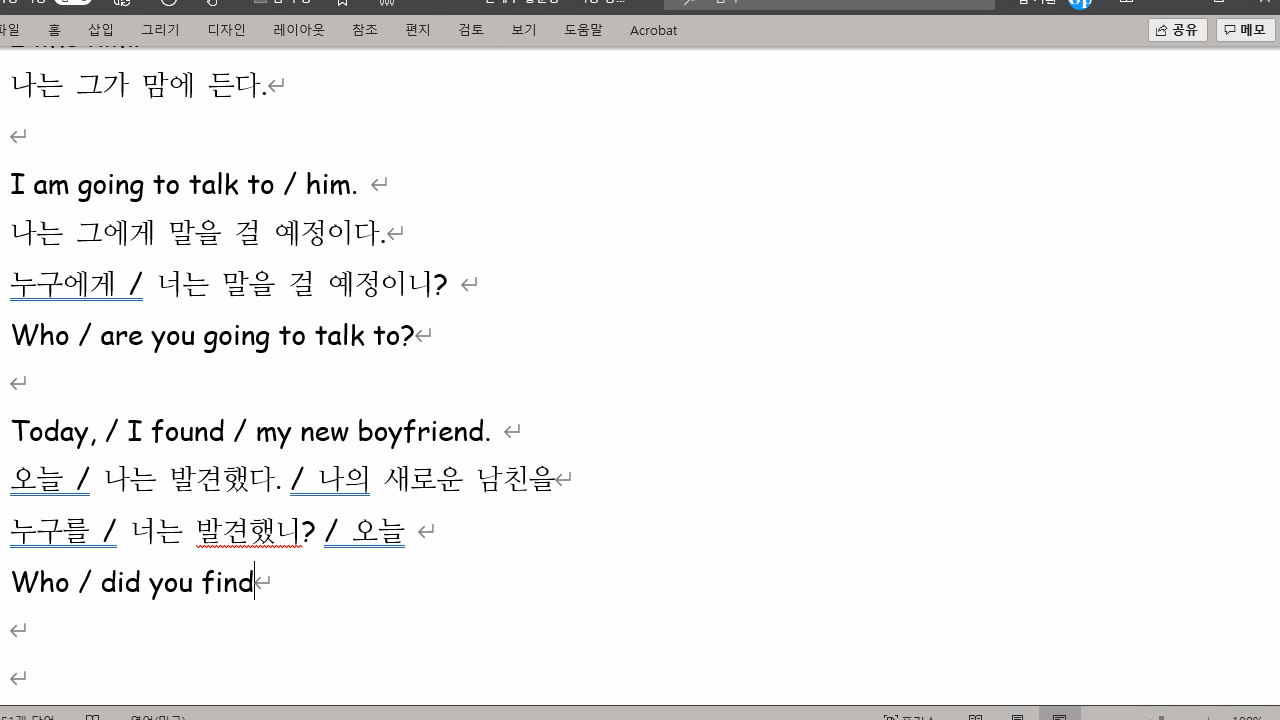 파일 홈 삽입 그리기 디자인 레이아웃 참조 편지 검토 보기 도움말 Acrobat 공유 메모
나는 그가 맘에 든다.
I am going to talk to / him.
나는 그에게 말을 걸 예정이다.
누구에게 / 너는 말을 걸 예정이니?
Who / are you going to talk to?
Today, / I found / my new boyfriend.
오늘 / 나는 발견했다. / 나의 새로운 남친을
누구를 / 너는 발견했니? / 오늘
Who / did you find